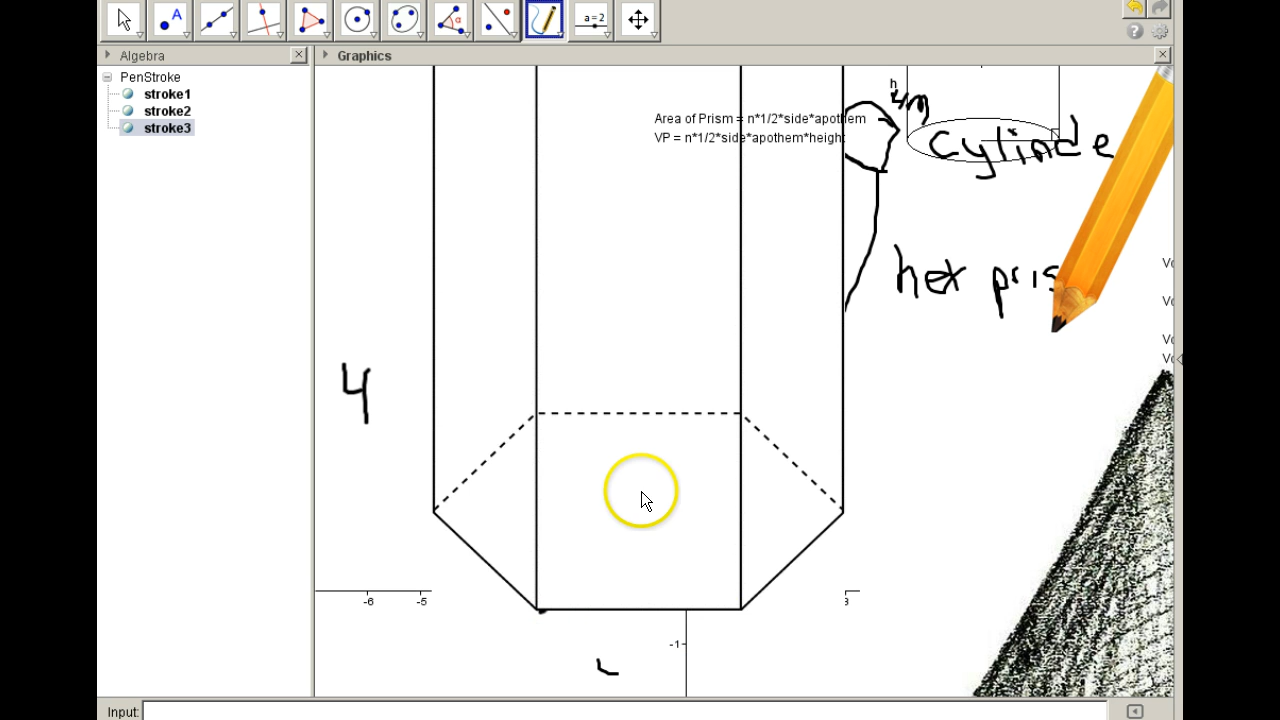 A
a=2
Algebra
Graphics
PenStroke
stroke1
stroke2
stroke3
h
Area of Prism = n*1/2*side*apothem
VP = n*1/2*side*apothem*height
4m
Cylinde
hex pris
4
-6 -5
-1
Input: